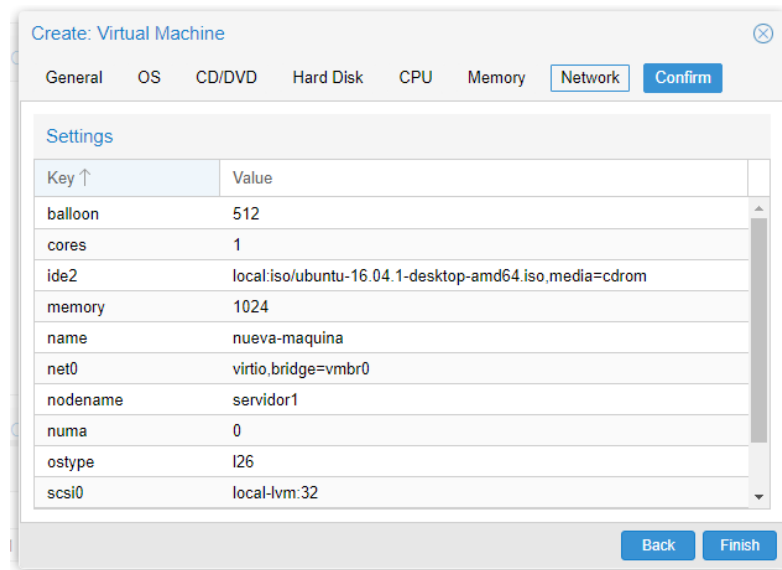 Create: Virtual Machine
General OS CD/DVD Hard Disk CPU Memory Network Confirm
Settings
Key ↑ Value
balloon 512
cores 1
ide2 local:iso/ubuntu-16.04.1-desktop-amd64.iso,media=cdrom
memory 1024
name nueva-maquina
net0 virtio,bridge=vmbr0
nodename servidor1
numa 0
ostype l26
scsi0 local-lvm:32
Back Finish